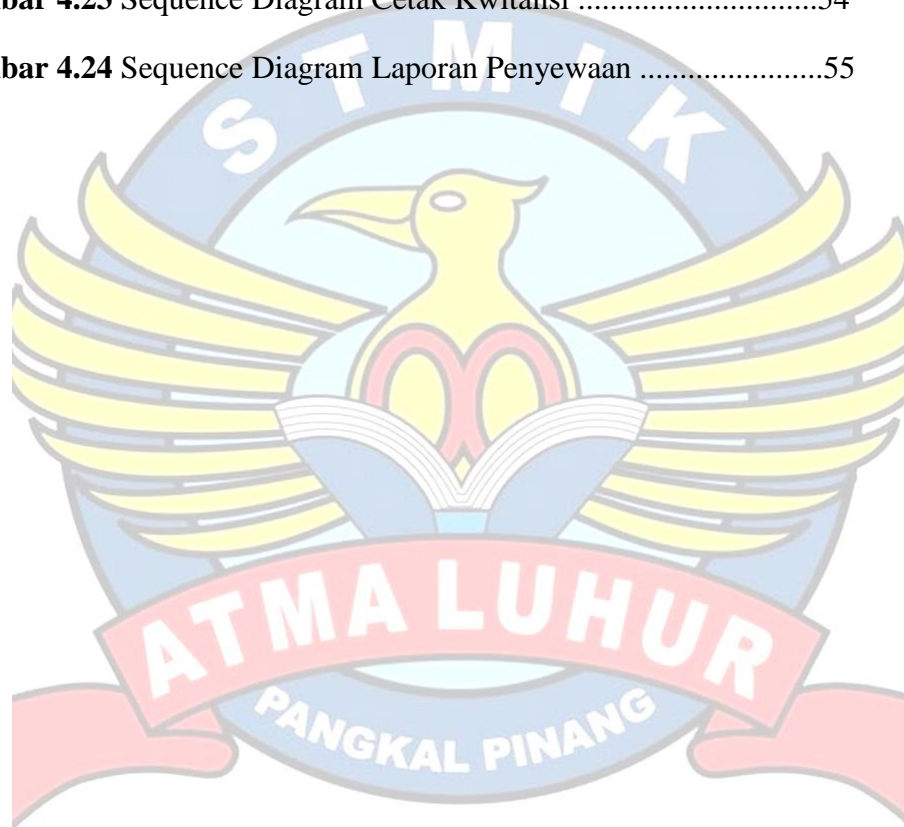 bar 4.23 Sequence Diagram Cetak Kwitansi ..............................54
bar 4.24 Sequence Diagram Laporan Penyewaan .......................55
STMIK
ATMA LUHUR
PANGKAL PINANG